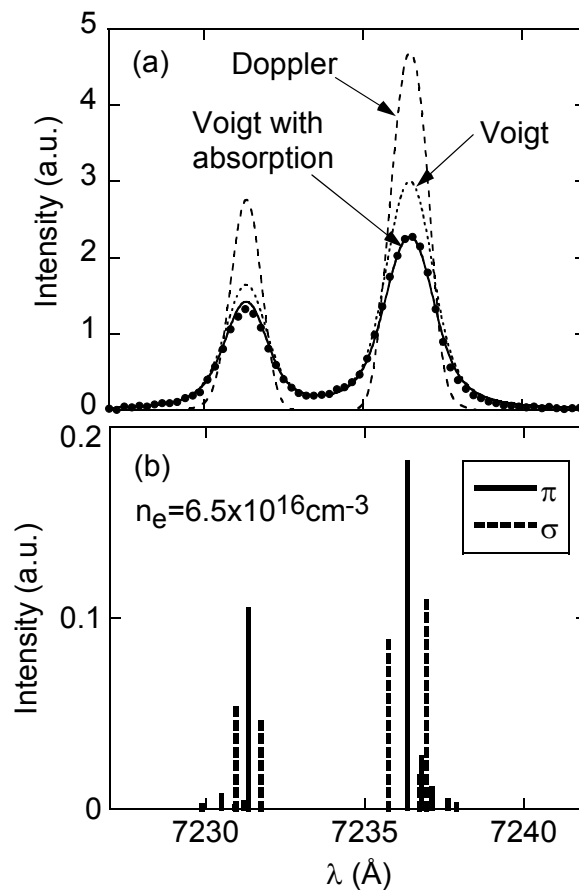 5
(a)
Doppler
4
Voigt with
absorption
Voigt
3
Intensity (a.u.)
2
1
0
0.2
(b)
n_e=6.5x10^16cm^-3
π
σ
Intensity (a.u.)
0.1
0
7230 7235 7240
λ (Å)